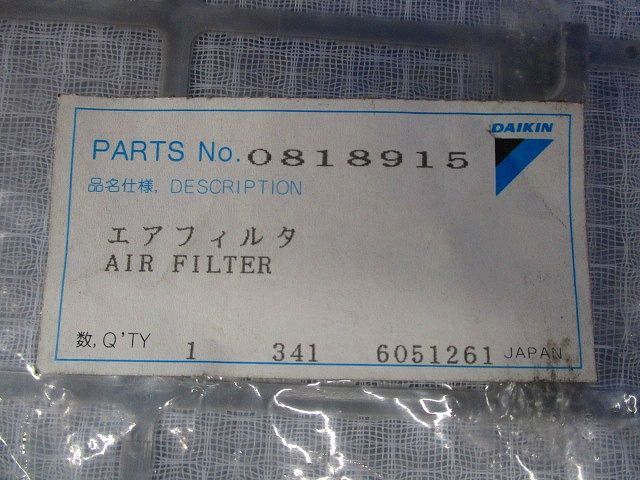 DAIKIN
PARTS No. 0818915
品名仕様, DESCRIPTION
エアフィルタ
AIR FILTER
数, Q'TY 1 341 6051261 JAPAN